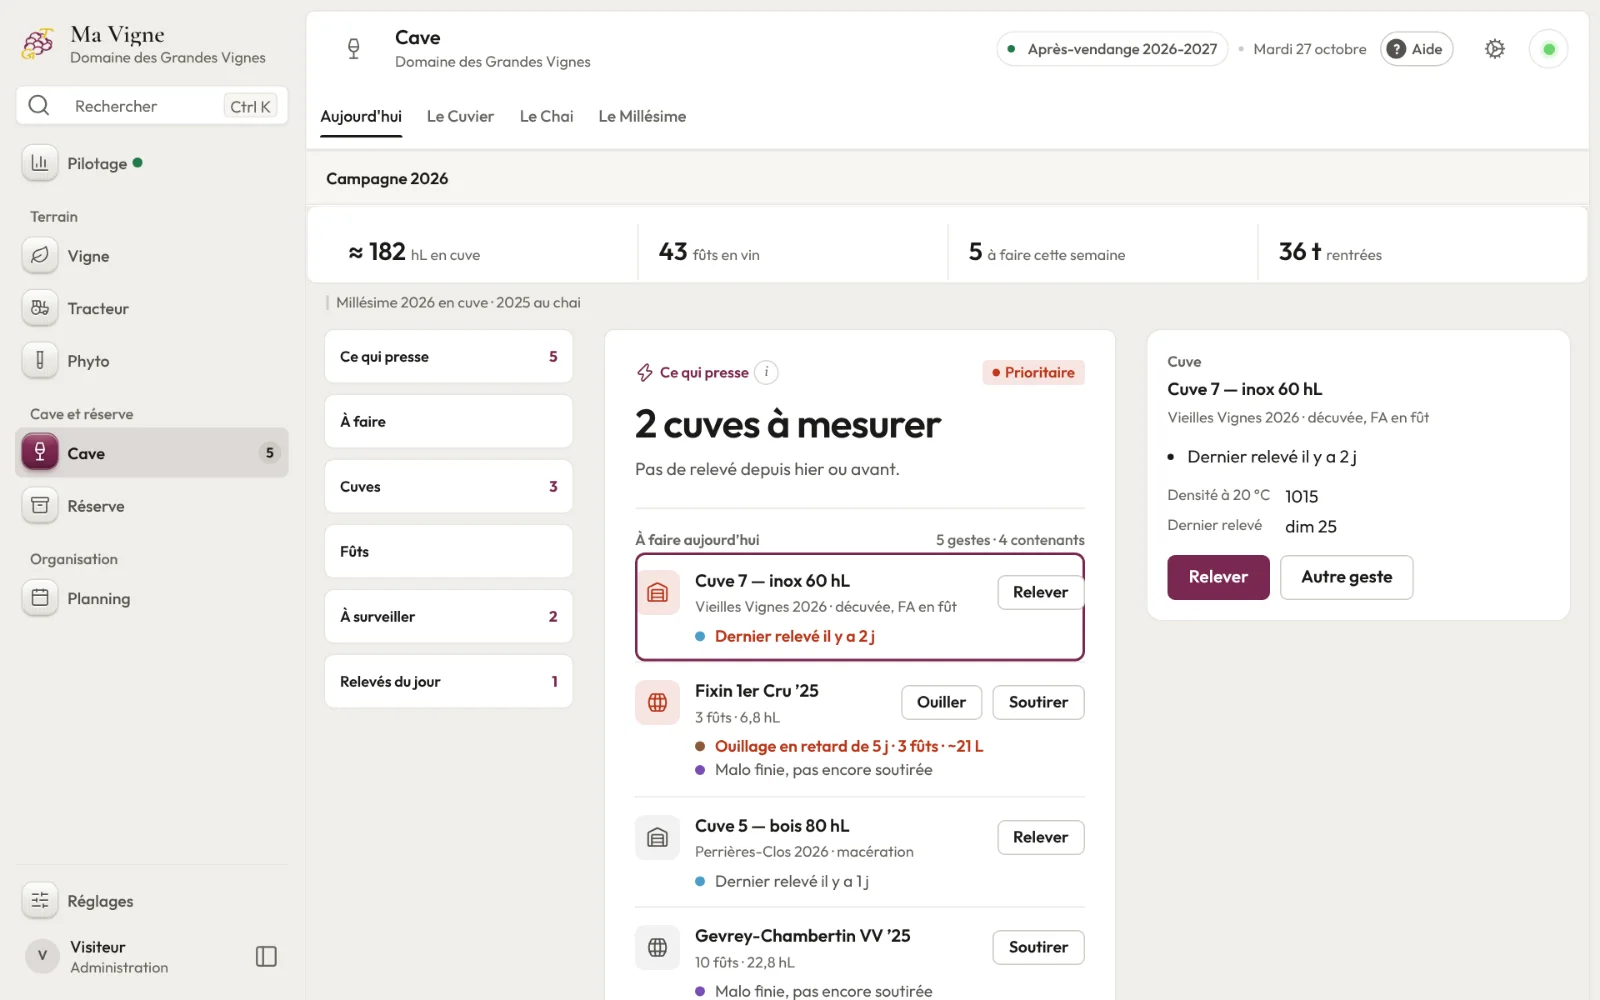 Ma Vigne
Domaine des Grandes Vignes
Rechercher
Ctrl K
Pilotage
Terrain
Vigne
Tracteur
Phyto
Cave et réserve
Cave
5
Réserve
Organisation
Planning
Réglages
V
Visiteur
Administration
Cave
Domaine des Grandes Vignes
Après-vendange 2026-2027
Mardi 27 octobre
? Aide
Aujourd'hui
Le Cuvier
Le Chai
Le Millésime
Campagne 2026
≈ 182 hL en cuve
43 fûts en vin
5 à faire cette semaine
36 t rentrées
Millésime 2026 en cuve · 2025 au chai
Ce qui presse 5
À faire
Cuves 3
Fûts
À surveiller 2
Relevés du jour 1
Ce qui presse
i
Prioritaire
2 cuves à mesurer
Pas de relevé depuis hier ou avant.
À faire aujourd'hui
5 gestes · 4 contenants
Cuve 7 — inox 60 hL
Vieilles Vignes 2026 · décuvée, FA en fût
Dernier relevé il y a 2 j
Relever
Fixin 1er Cru ’25
3 fûts · 6,8 hL
Ouillage en retard de 5 j · 3 fûts · ~21 L
Malo finie, pas encore soutirée
Ouiller
Soutirer
Cuve 5 — bois 80 hL
Perrières-Clos 2026 · macération
Dernier relevé il y a 1 j
Relever
Gevrey-Chambertin VV ’25
10 fûts · 22,8 hL
Malo finie, pas encore soutirée
Soutirer
Cuve
Cuve 7 — inox 60 hL
Vieilles Vignes 2026 · décuvée, FA en fût
Dernier relevé il y a 2 j
Densité à 20 °C 1015
Dernier relevé dim 25
Relever
Autre geste